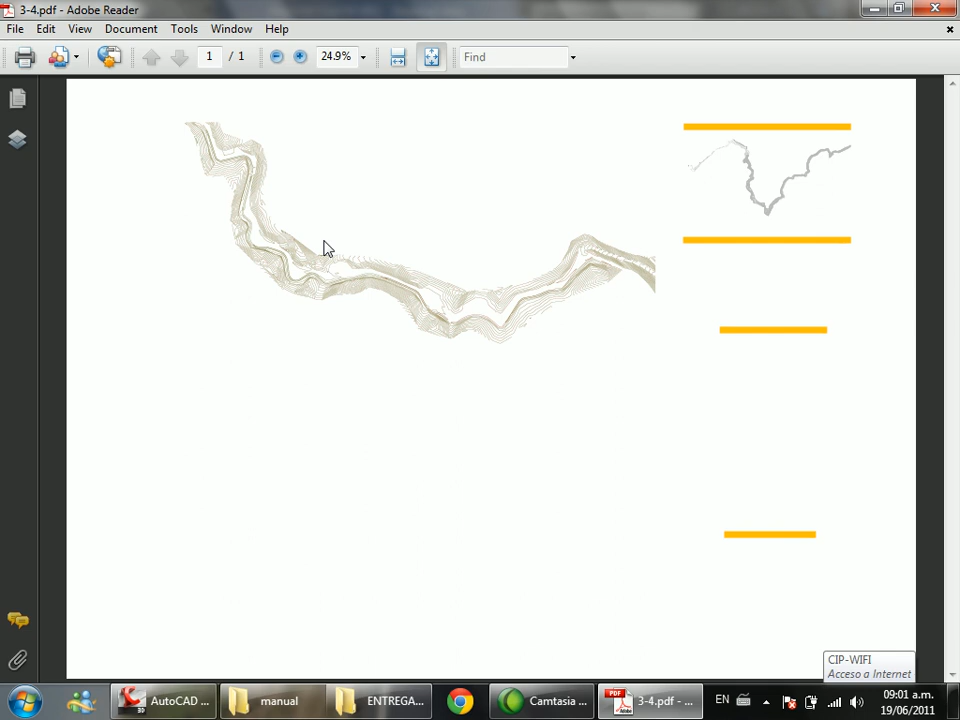 3-4.pdf - Adobe Reader
File Edit View Document Tools Window Help
1 / 1 24.9% Find
CIP-WIFI
Acceso a Internet
AutoCAD ... manual ENTREGA... Camtasia ... 3-4.pdf - ... EN 09:01 a.m.
19/06/2011